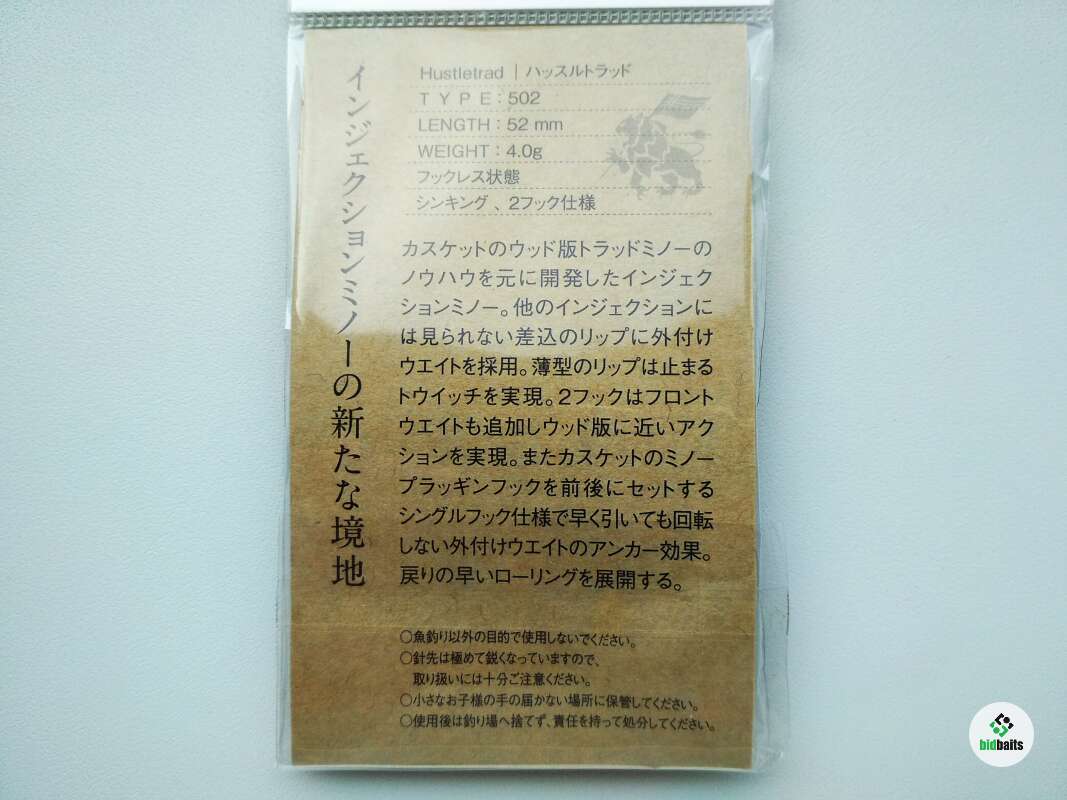 インジェクションミノーの新たな境地
Hustletrad | ハッスルトラッド
T Y P E : 502
LENGTH : 52 mm
WEIGHT : 4.0g
フックレス状態
シンキング 、2フック仕様
カスケットのウッド版トラッドミノーの
ノウハウを元に開発したインジェク
ションミノー。他のインジェクションに
は見られない差込のリップに外付け
ウエイトを採用。薄型のリップは止まる
トウイッチを実現。2フックはフロント
ウエイトも追加しウッド版に近いアク
ションを実現。またカスケットのミノー
プラッギンフックを前後にセットする
シングルフック仕様で早く引いても回転
しない外付けウエイトのアンカー効果。
戻りの早いローリングを展開する。
○魚釣り以外の目的で使用しないでください。
○針先は極めて鋭くなっていますので、
取り扱いには十分ご注意ください。
○小さなお子様の手の届かない場所に保管してください。
○使用後は釣り場へ捨てず、責任を持って処分してください。
bidbaits